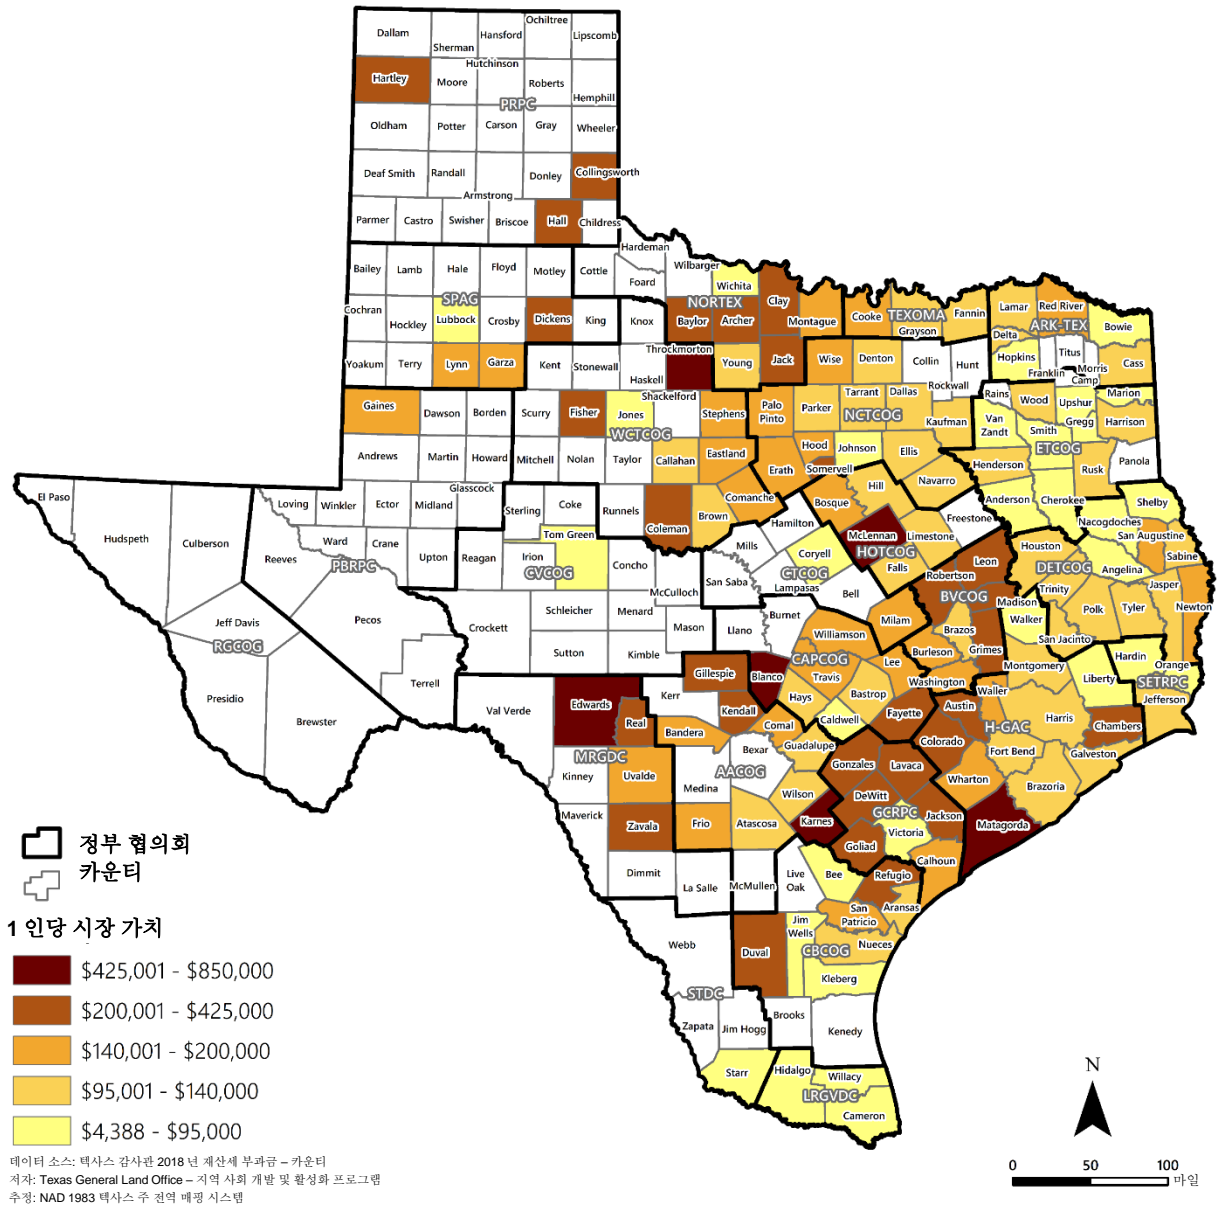 Ochiltree
Dallam
Sherman
Hansford
Lipscomb
Hutchinson
Hartley
Moore
Roberts
Hemphill
PRPC
Oldham
Potter
Carson
Gray
Wheeler
Deaf Smith
Randall
Donley
Collingsworth
Armstrong
Parmer
Castro
Swisher
Briscoe
Hall
Childress
Hardeman
Bailey
Lamb
Hale
Floyd
Motley
Cottle
Foard
Wilbarger
Wichita
Clay
Cochran
Hockley
SPAG
Lubbock
Crosby
Dickens
King
Knox
NORTEX
Baylor
Archer
Montague
Cooke
TEXOMA
Grayson
Fannin
Lamar
Red River
ARK-TEX
Delta
Bowie
Yoakum
Terry
Lynn
Garza
Kent
Stonewall
Haskell
Throckmorton
Young
Jack
Wise
Denton
Collin
Hunt
Rockwall
Hopkins
Franklin
Titus
Morris
Camp
Cass
Gaines
Dawson
Borden
Scurry
Fisher
Jones
Shackelford
Stephens
Palo
Pinto
Parker
Tarrant
Dallas
NCTCOG
Kaufman
Rains
Wood
Upshur
Marion
Gregg
Harrison
Van
Zandt
Smith
ETCOG
Andrews
Martin
Howard
Mitchell
Nolan
Taylor
WCTCOG
Callahan
Eastland
Erath
Hood
Johnson
Somervell
Ellis
Navarro
Henderson
Rusk
Panola
El Paso
Hudspeth
Culberson
Loving
Winkler
Ector
Midland
Glasscock
Sterling
Coke
Runnels
Coleman
Brown
Comanche
Bosque
Hill
Freestone
Anderson
Cherokee
Shelby
Nacogdoches
Reeves
Ward
Crane
Upton
Reagan
Irion
Tom Green
CVCOG
Concho
McCulloch
Mills
Hamilton
Coryell
McLennan
HOTCOG
Limestone
Falls
Leon
Houston
San Augustine
Sabine
PBRPC
San Saba
CTCOG
Lampasas
Bell
Robertson
BVCOG
Madison
DETCOG
Trinity
Angelina
Polk
Tyler
Jasper
Newton
Jeff Davis
RGCOG
Pecos
Crockett
Schleicher
Menard
Mason
Llano
Burnet
Williamson
Milam
Brazos
Grimes
Walker
San Jacinto
Presidio
Brewster
Terrell
Sutton
Kimble
Gillespie
Blanco
CAPCOG
Travis
Lee
Burleson
Washington
Montgomery
Hardin
Orange
SETRPC
Liberty
Jefferson
Val Verde
Edwards
Real
Kerr
Kendall
Hays
Bastrop
Caldwell
Fayette
Austin
Waller
H-GAC
Harris
Chambers
Bandera
Comal
Guadalupe
Colorado
Fort Bend
Galveston
MRGDC
Kinney
Uvalde
Medina
Bexar
AACOG
Wilson
Gonzales
Lavaca
Wharton
Brazoria
Maverick
Zavala
Frio
Atascosa
Karnes
DeWitt
GCRPC
Victoria
Jackson
Matagorda
Dimmit
La Salle
McMullen
Live
Oak
Bee
Goliad
Calhoun
Refugio
Aransas
San
Patricio
Webb
Duval
Jim
Wells
CBCOG
Nueces
Kleberg
STDC
Zapata
Jim Hogg
Brooks
Kenedy
Starr
Hidalgo
Willacy
LRGVDC
Cameron
정부 협의회
카운티
1 인당 시장 가치
$425,001 - $850,000
$200,001 - $425,000
$140,001 - $200,000
$95,001 - $140,000
$4,388 - $95,000
데이터 소스: 텍사스 감사관 2018 년 재산세 부과금 – 카운티
저자: Texas General Land Office – 지역 사회 개발 및 활성화 프로그램
추정: NAD 1983 텍사스 주 전역 매핑 시스템
N
0 50 100
마일